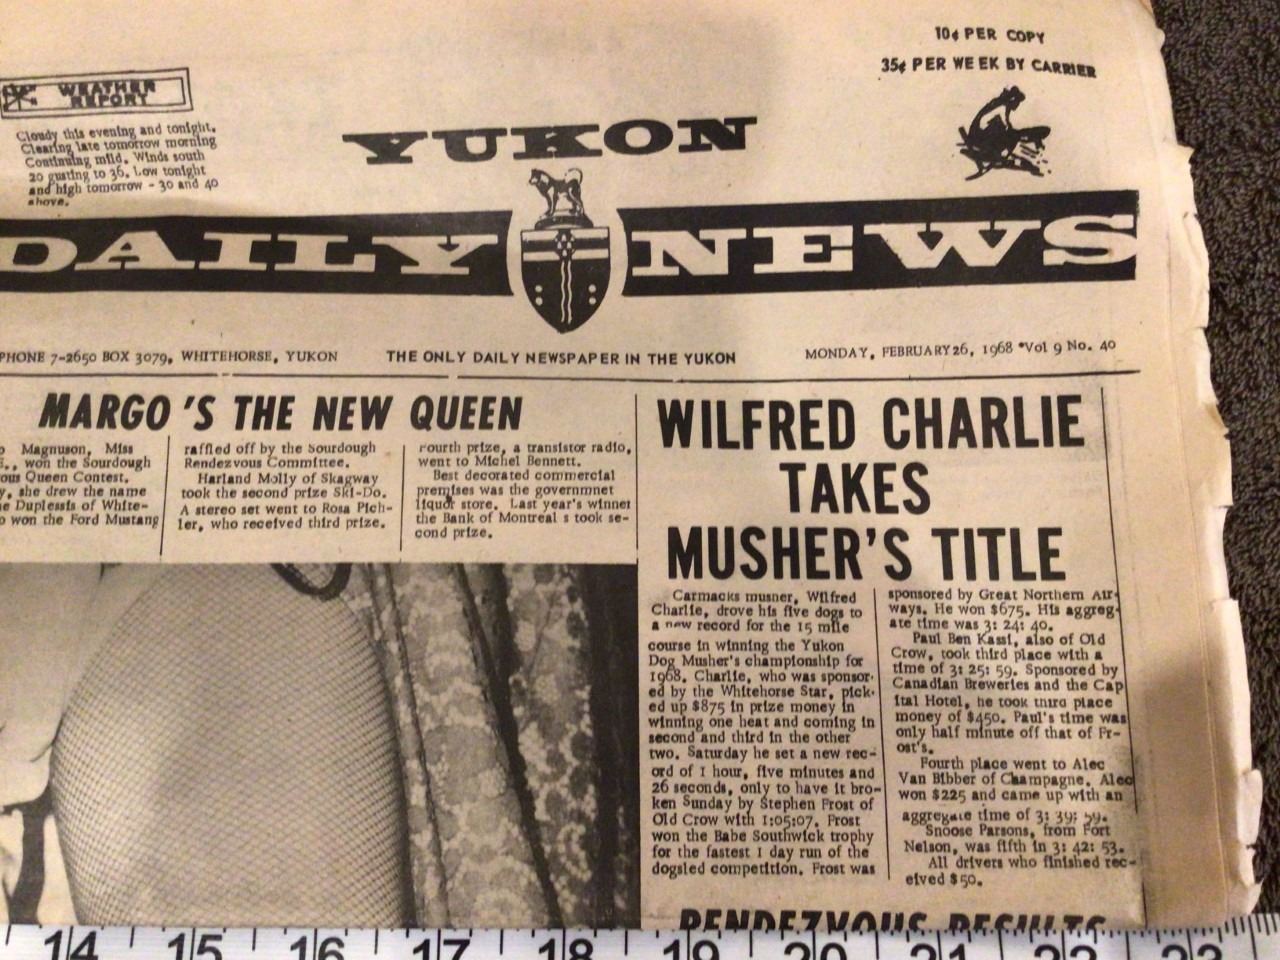 10¢ PER COPY
35¢ PER WEEK BY CARRIER
WEATHER
REPORT
Cloudy this evening and tonight.
Clearing late tomorrow morning
Continuing mild. Winds south
20 gusting to 36. Low tonight
and high tomorrow - 30 and 40
above.
YUKON
DAILY NEWS
PHONE 7-2650 BOX 3079, WHITEHORSE, YUKON
THE ONLY DAILY NEWSPAPER IN THE YUKON
MONDAY, FEBRUARY 26, 1968 *Vol 9 No. 40
MARGO'S THE NEW QUEEN
Magnuson, Miss
won the Sourdough
ous Queen Contest.
y, she drew the name
e Duplessis of White-
o won the Ford Mustang
raffled off by the Sourdough
Rendezvous Committee.
Harland Molly of Skagway
took the second prize Ski-Do.
A stereo set went to Rosa Pich-
ler, who received third prize.
Fourth prize, a transistor radio,
went to Michel Bennett.
Best decorated commercial
premises was the governmnet
liquor store. Last year's winner
the Bank of Montreal s took se-
cond prize.
WILFRED CHARLIE
TAKES
MUSHER'S TITLE
Carmacks musher, Wilfred
Charlie, drove his five dogs to
a new record for the 15 mile
course in winning the Yukon
Dog Musher's championship for
1968. Charlie, who was sponsor-
ed by the Whitehorse Star, pick-
ed up $875 in prize money in
winning one heat and coming in
second and third in the other
two. Saturday he set a new rec-
ord of 1 hour, five minutes and
26 seconds, only to have it bro-
ken Sunday by Stephen Frost of
Old Crow with 1:05:07. Frost
won the Babe Southwick trophy
for the fastest 1 day run of the
dogsled competition. Frost was
sponsored by Great Northern Air-
ways. He won $675. His aggreg-
ate time was 3: 24: 40.
Paul Ben Kassi, also of Old
Crow, took third place with a
time of 3: 25: 59. Sponsored by
Canadian Breweries and the Cap
ital Hotel, he took third place
money of $450. Paul's time was
only half minute off that of Fr-
ost's.
Fourth place went to Alec
Van Bibber of Champagne. Alec
won $225 and came up with an
aggregate time of 3: 39: 59.
Snoose Parsons, from Fort
Nelson, was fifth in 3: 42: 53.
All drivers who finished rec-
eived $50.
RENDEZVOUS RESULTS
14 15 16 17 18 19 20 21 22 23